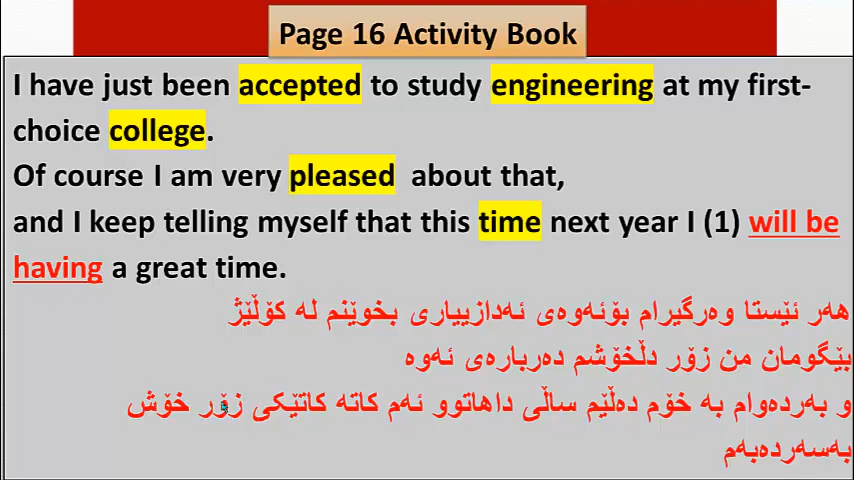 Page 16 Activity Book
I have just been accepted to study engineering at my first-
choice college.
Of course I am very pleased about that,
and I keep telling myself that this time next year I (1) will be
having a great time.
هەر ئێستا وەرگیرام بۆئەوەی ئەدازییاری بخوێنم لە کۆڵێژ
بێگومان من زۆر دڵخۆشم دەربارەی ئەوە
و بەردەوام بە خۆم دەڵێم ساڵی داهاتوو ئەم کاتە کاتێکی زۆر خۆش
بەسەردەبەم